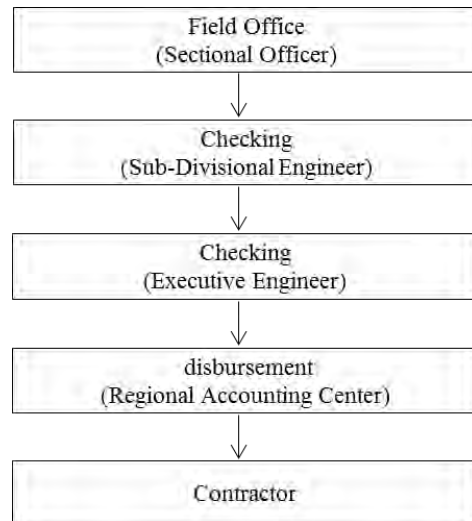 Field Office
(Sectional Officer)
Checking
(Sub-Divisional Engineer)
Checking
(Executive Engineer)
disbursement
(Regional Accounting Center)
Contractor